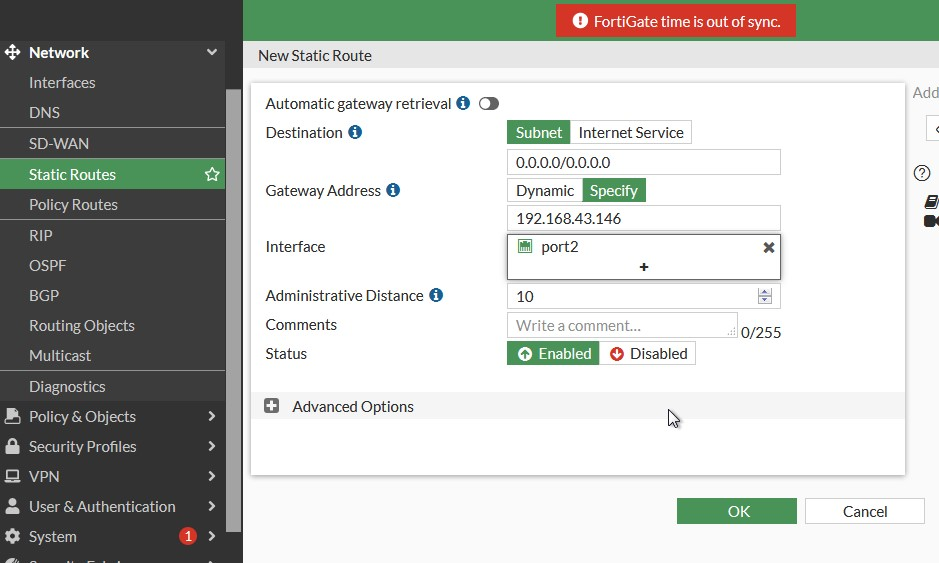 FortiGate time is out of sync.
Network
Interfaces
DNS
SD-WAN
Static Routes
Policy Routes
RIP
OSPF
BGP
Routing Objects
Multicast
Diagnostics
Policy & Objects
Security Profiles
VPN
User & Authentication
System 1
New Static Route
Automatic gateway retrieval
Destination
Subnet Internet Service
0.0.0.0/0.0.0.0
Gateway Address
Dynamic Specify
192.168.43.146
Interface
port2
+
Administrative Distance
10
Comments
Write a comment...
0/255
Status
Enabled Disabled
Advanced Options
OK Cancel
Add